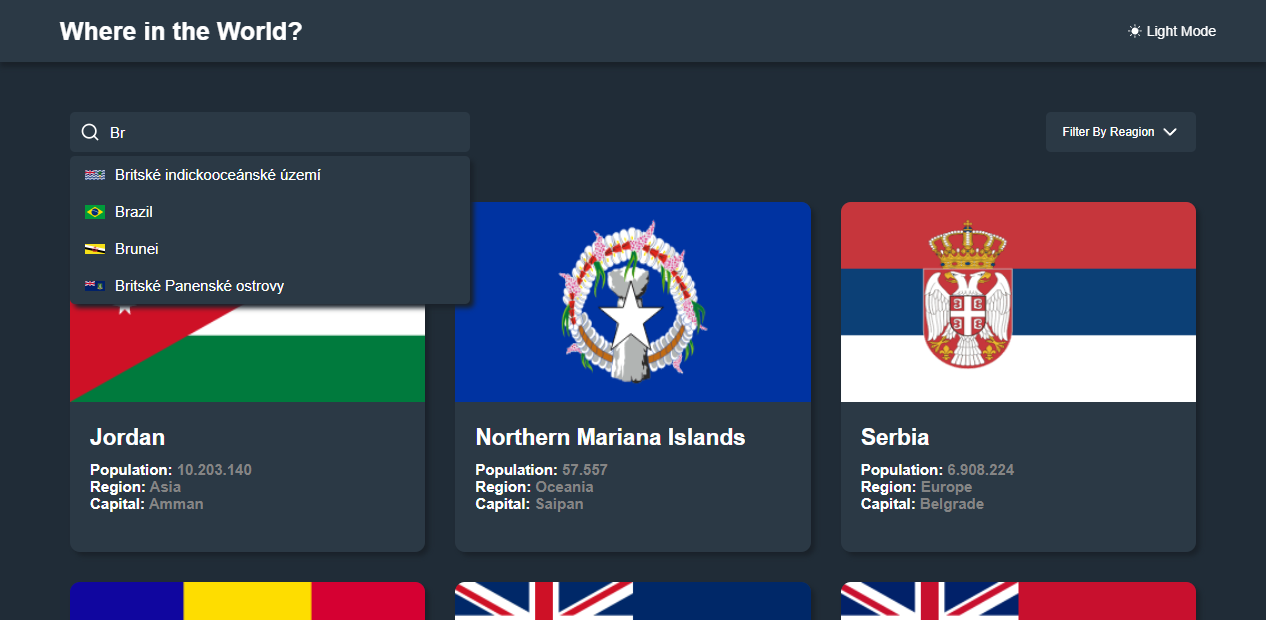 Where in the World?
Light Mode
Br
Filter By Reagion
Britské indickooceánské území
Brazil
Brunei
Britské Panenské ostrovy
Jordan
Population: 10.203.140
Region: Asia
Capital: Amman
Northern Mariana Islands
Population: 57.557
Region: Oceania
Capital: Saipan
Serbia
Population: 6.908.224
Region: Europe
Capital: Belgrade